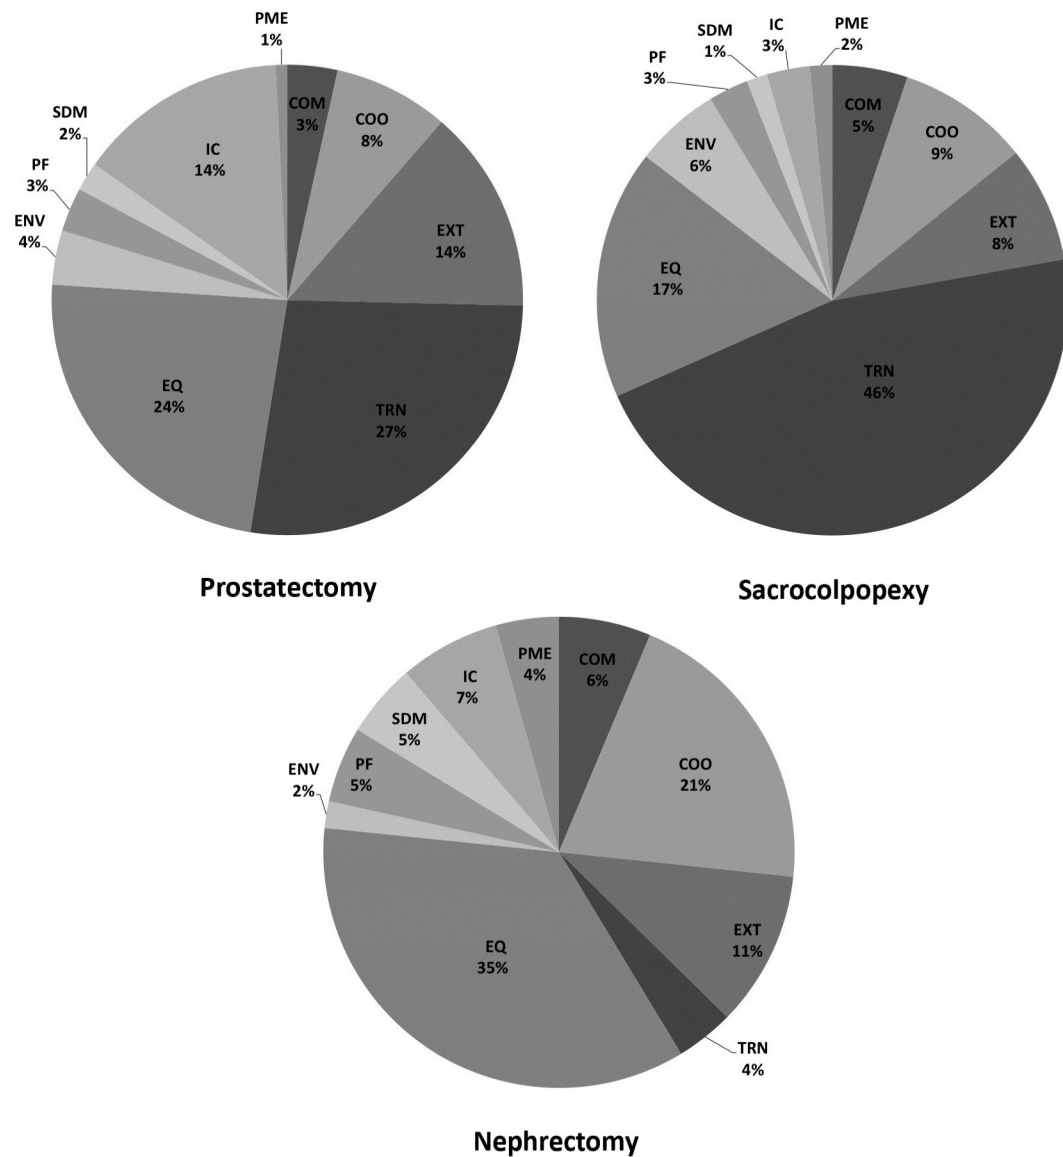 PME
1%
COM
3%
COO
8%
EXT
14%
TRN
27%
EQ
24%
ENV
4%
PF
3%
SDM
2%
IC
14%
Prostatectomy
PME
2%
COM
5%
COO
9%
EXT
8%
TRN
46%
EQ
17%
ENV
6%
PF
3%
SDM
1%
IC
3%
Sacrocolpopexy
PME
4%
COM
6%
COO
21%
EXT
11%
TRN
4%
EQ
35%
ENV
2%
PF
5%
SDM
5%
IC
7%
Nephrectomy